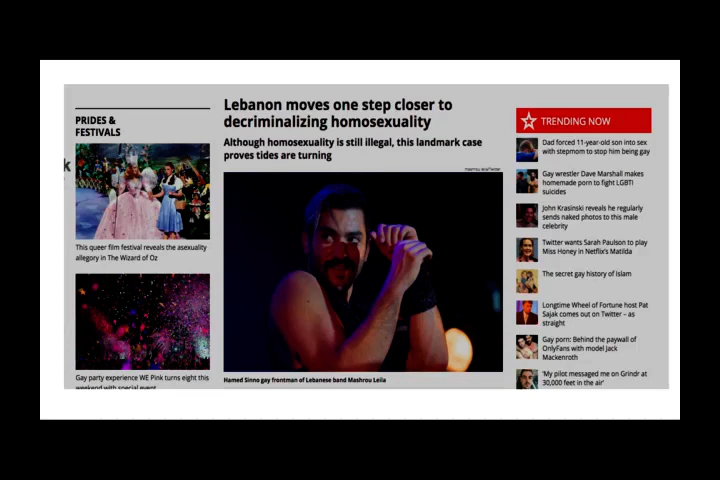 PRIDES &
FESTIVALS
k
This queer film festival reveals the asexuality
allegory in The Wizard of Oz
Gay party experience WE Pink turns eight this
weekend with special event
Lebanon moves one step closer to
decriminalizing homosexuality
Although homosexuality is still illegal, this landmark case
proves tides are turning
Hamed Sinno gay frontman of Lebanese band Mashrou Leila
TRENDING NOW
Dad forced 11-year-old son into sex
with stepmom to stop him being gay
Gay wrestler Dave Marshall makes
homemade porn to fight LGBTI
suicides
John Krasinski reveals he regularly
sends naked photos to this male
celebrity
Twitter wants Sarah Paulson to play
Miss Honey in Netflix's Matilda
The secret gay history of Islam
Longtime Wheel of Fortune host Pat
Sajak comes out on Twitter – as
straight
Gay porn: Behind the paywall of
OnlyFans with model Jack
Mackenroth
'My pilot messaged me on Grindr at
30,000 feet in the air'